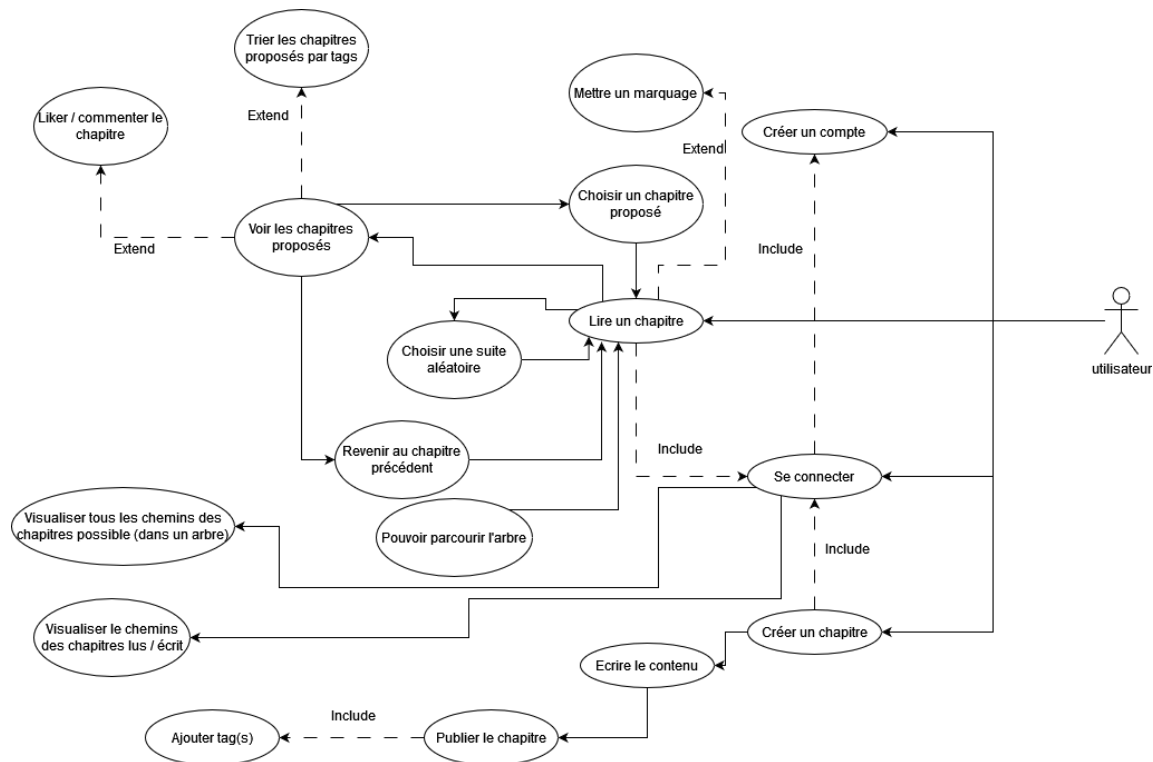 Trier les chapitres
proposés par tags
Extend
Liker / commenter le
chapitre
Extend
Voir les chapitres
proposés
Mettre un marquage
Extend
Créer un compte
Choisir un chapitre
proposé
Include
Lire un chapitre
Choisir une suite
aléatoire
utilisateur
Revenir au chapitre
précédent
Include
Se connecter
Visualiser tous les chemins des
chapitres possible (dans un arbre)
Pouvoir parcourir l'arbre
Include
Visualiser le chemins
des chapitres lus / écrit
Créer un chapitre
Ecrire le contenu
Include
Ajouter tag(s)
Publier le chapitre